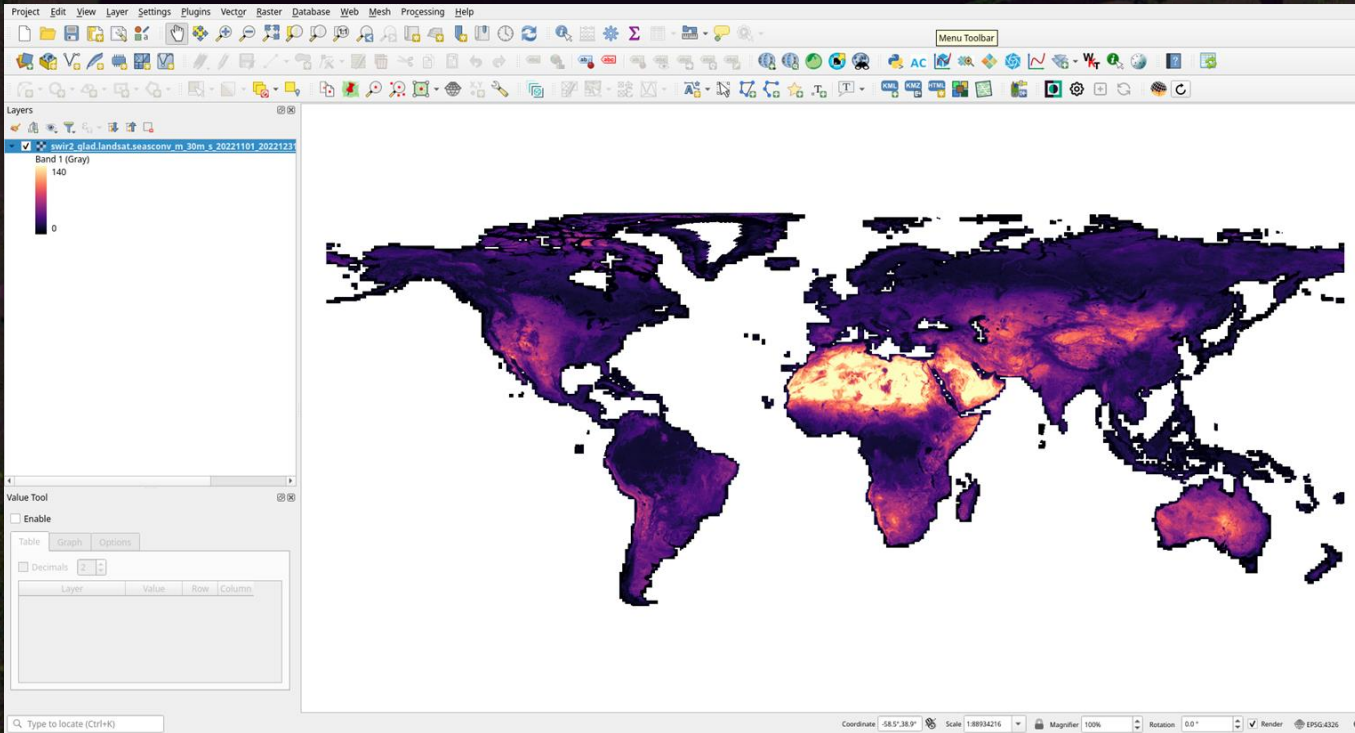 Project Edit View Layer Settings Plugins Vector Raster Database Web Mesh Processing Help
Menu Toolbar
Layers
swir2_glad.landsat.seasconv_m_30m_s_20221101_20221231
Band 1 (Gray)
140
0
Value Tool
Enable
Table Graph Options
Decimals 2
Layer Value Row Column
Type to locate (Ctrl+K)
Coordinate -58.5°,38.9° Scale 1:88934216 Magnifier 100% Rotation 0.0 ° Render EPSG:4326